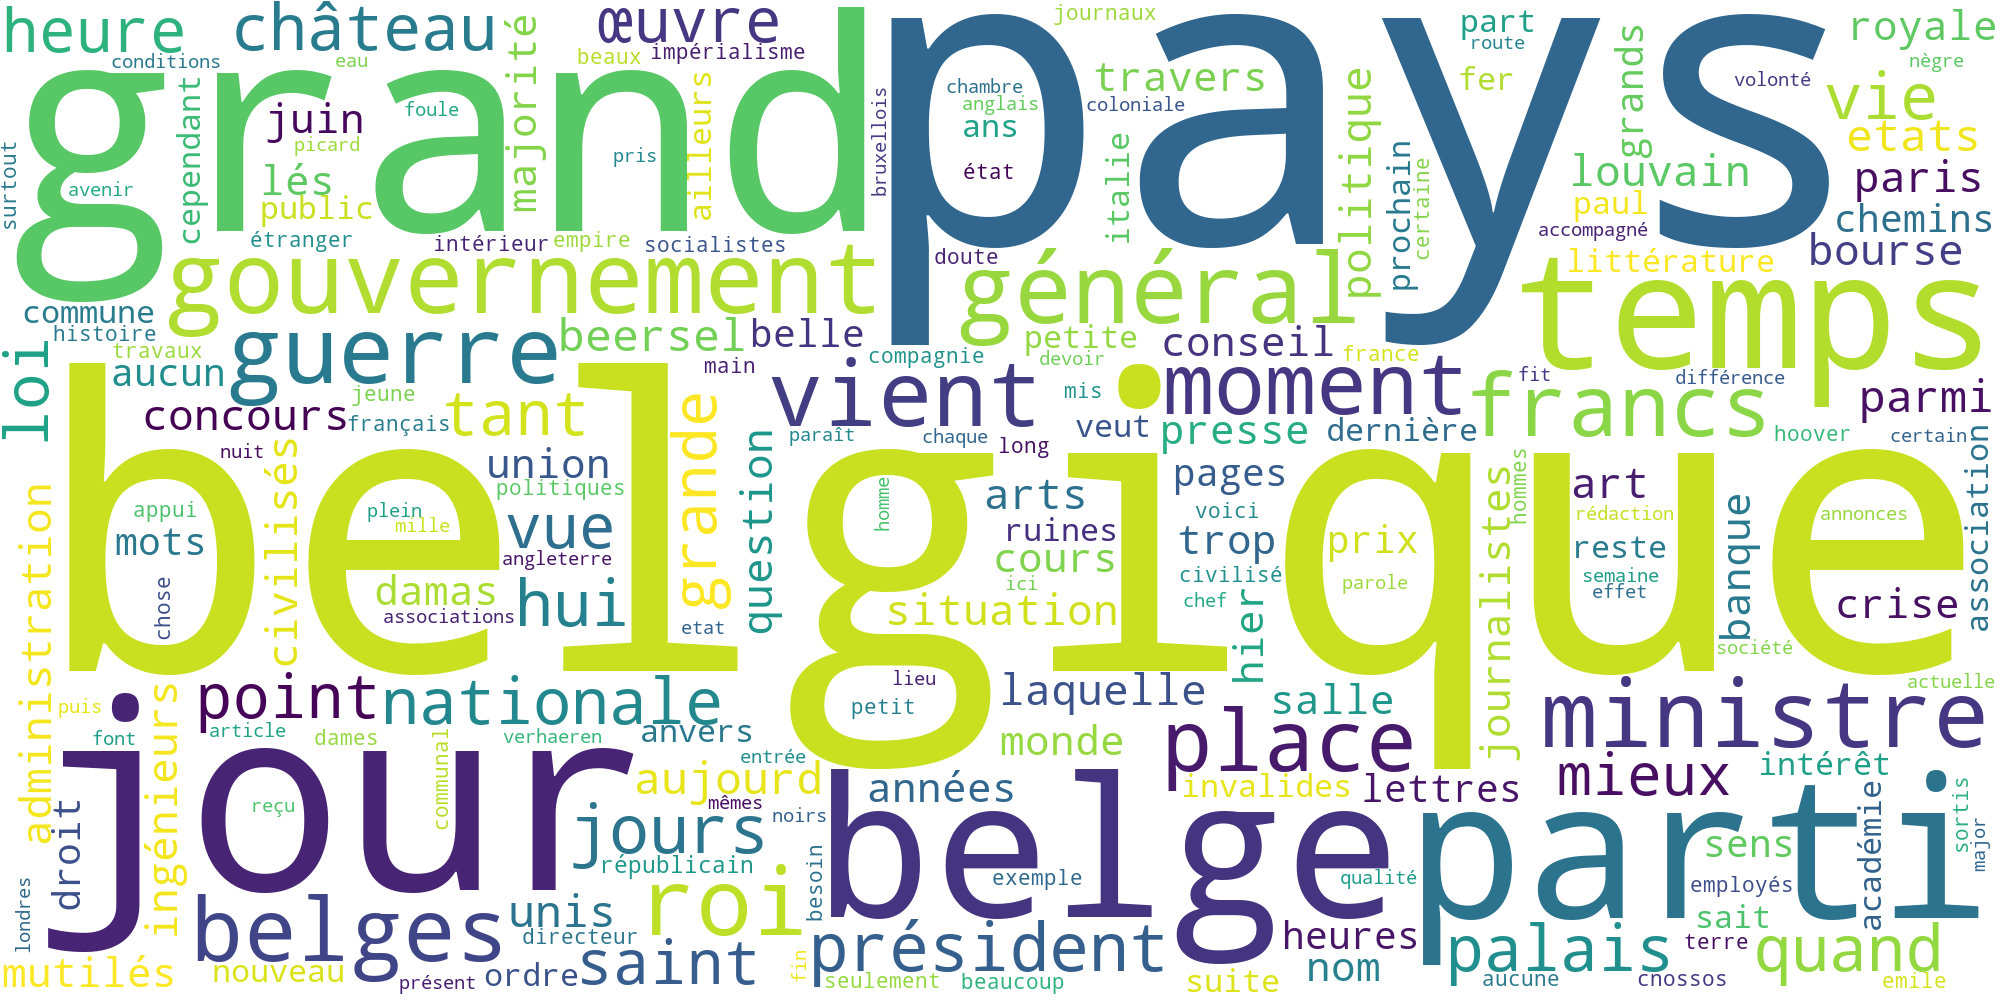 heure
château
œuvre
journaux
part
royale
conditions
eau
majorité
beaux
impérialisme
route
grands
nègre
grand
pays
cependant
juin
foule
ailleurs
chambre
travers
fer
volonté
vie
picard
pris
bruxellois
anglais
coloniale
ans
politique
etats
surtout
avenir
lés
public
état
italie
prochain
certaine
louvain
paris
paul
chemins
étranger
intérieur
empire
socialistes
doute
accompagné
bourse
gouvernement
général
littérature
temps
commune
histoire
guerre
beersel
belle
petite
conseil
loi
travaux
aucun
main
compagnie
devoir
france
fit
différence
jeune
vient
mis
moment
francs
parmi
concours
français
tant
grande
paraît
chaque
long
veut
presse
dernière
hoover
certain
nuit
civilisés
union
question
belgique
pages
journalistes
hommes
art
banque
association
administration
appui
mots
plein
mille
politiques
vue
homme
arts
ruines
voici
trop
prix
rédaction
annonces
reste
chose
angleterre
damas
hui
associations
etat
cours
ici
situation
civilisé
chef
hier
parole
semaine
effet
crise
société
ingénieurs
point
nationale
lieu
petit
laquelle
salle
actuelle
puis
font
article
dames
communal
verhaeren
anvers
entrée
monde
place
ministre
jour
aujourd
mêmes
noirs
années
invalides
lettres
mieux
intérêt
droit
reçu
jours
républicain
belge
parti
sens
académie
sortis
major
londres
belges
unis
roi
besoin
exemple
qualité
employés
sait
directeur
président
heures
palais
terre
quand
mutilés
nouveau
présent
ordre
saint
fin
seulement
beaucoup
suite
nom
aucune
cnossos
emile